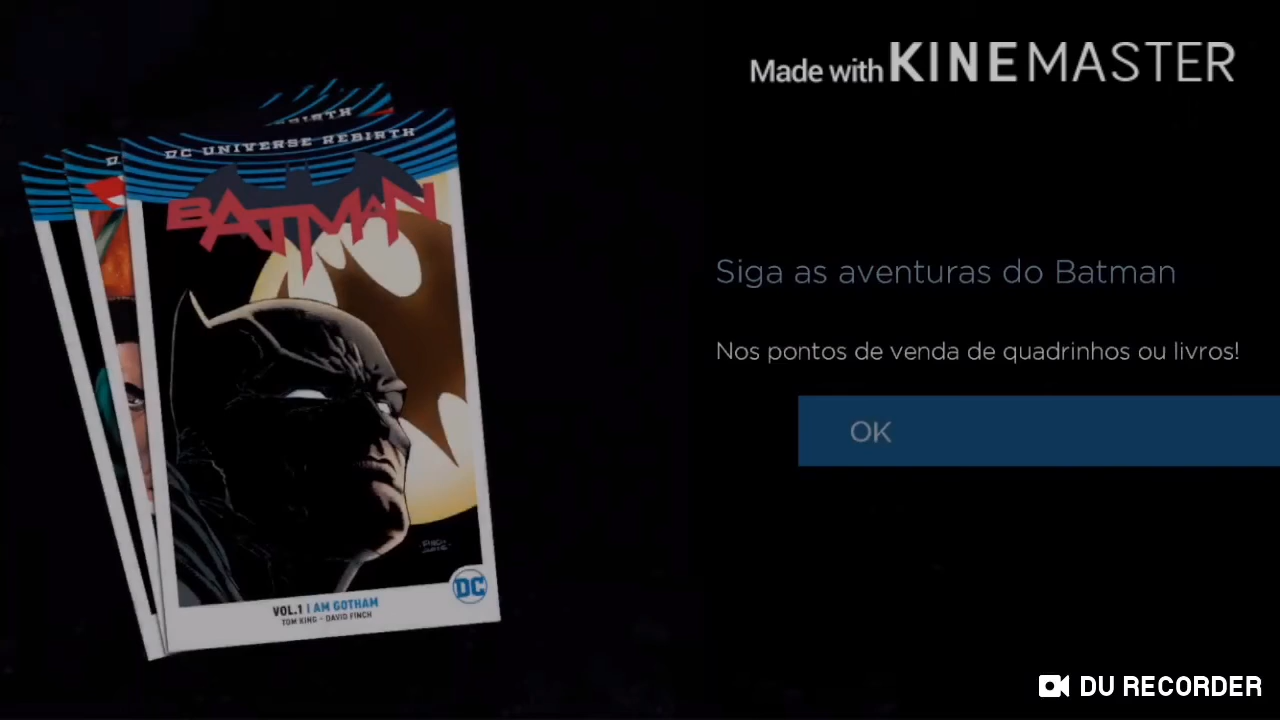 Made with KINEMASTER
DC UNIVERSE REBIRTH
BATMAN
Siga as aventuras do Batman
Nos pontos de venda de quadrinhos ou livros!
OK
DC
VOL.1 I AM GOTHAM
TOM KING - DAVID FINCH
DU RECORDER